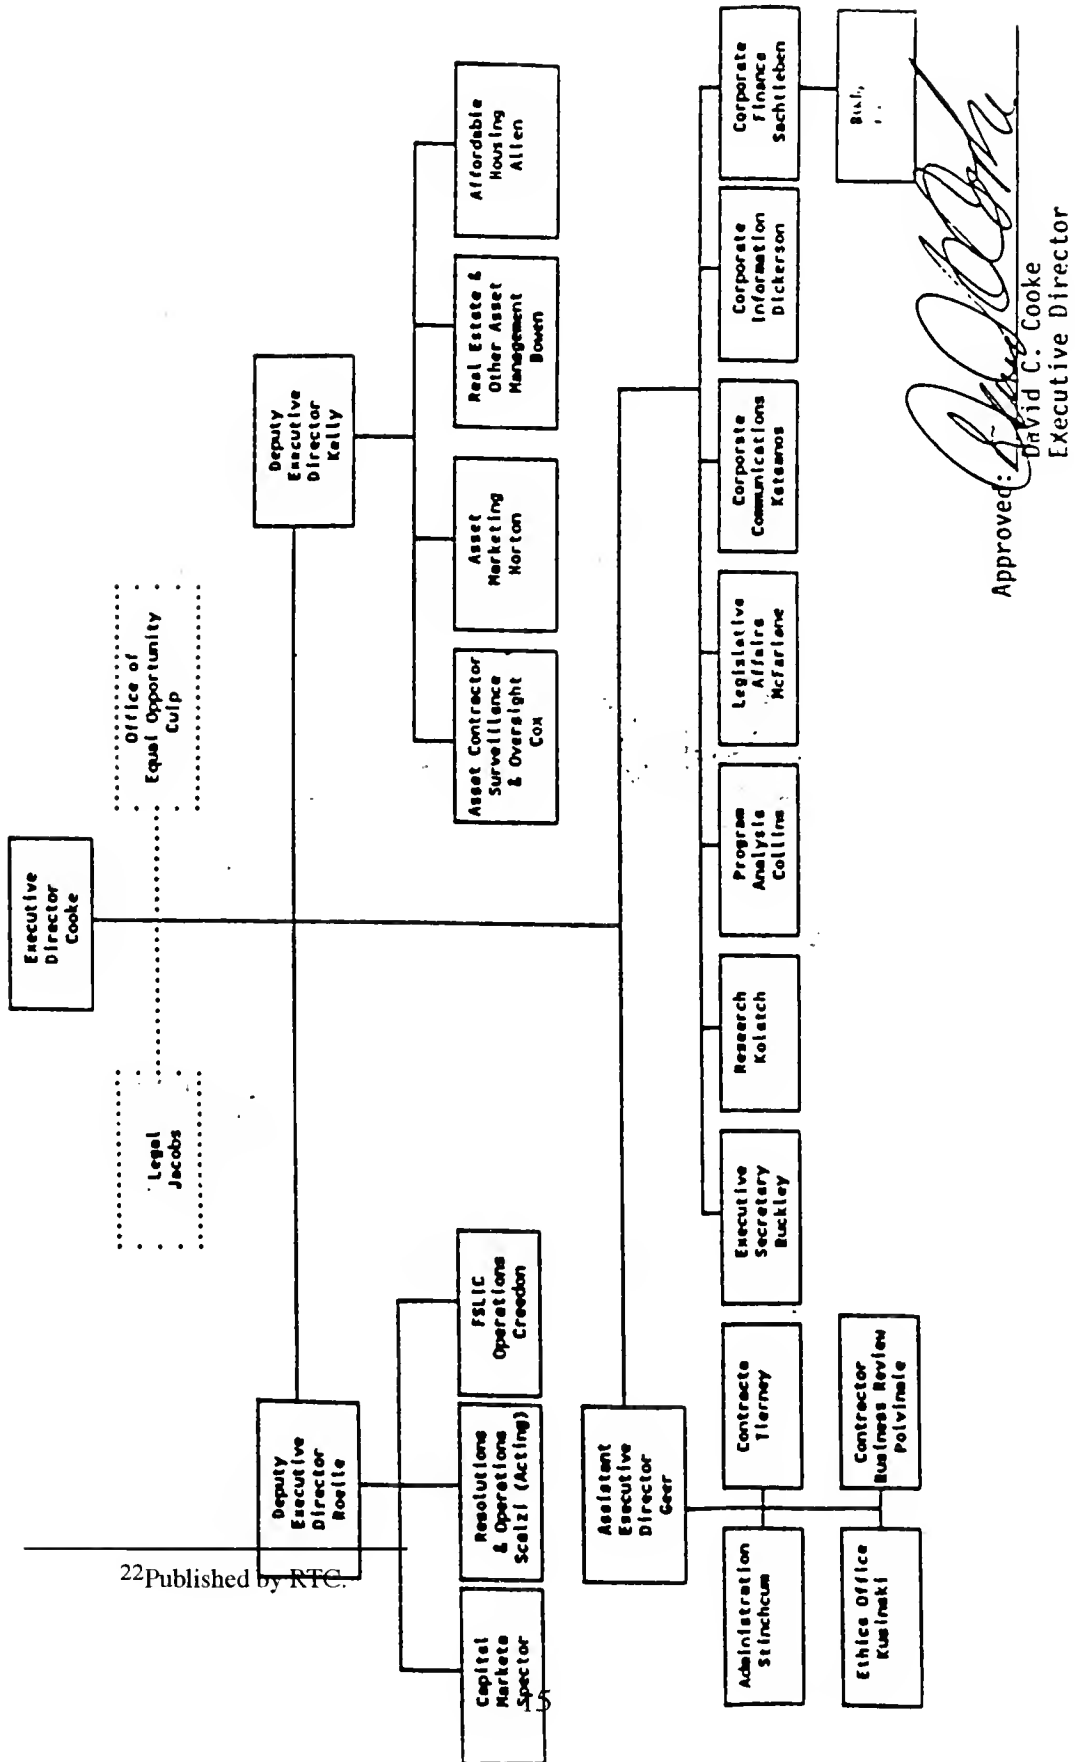 Executive
Director
Cooke
Legal
Jacobs
Office of
Equal Opportunity
Culp
Deputy
Executive
Director
Roelle
Deputy
Executive
Director
Kelly
Capital
Markets
Spector
Resolutions
& Operations
Scalzi (Acting)
FSLIC
Operations
Creedon
Asset Contractor
Surveillance
& Oversight
Cox
Asset
Marketing
Norton
Real Estate &
Other Asset
Management
Bowen
Affordable
Housing
Allen
Assistant
Executive
Director
Geer
Administration
Stinchcum
Contracts
Tierney
Ethics Office
Kusinski
Contractor
Business Review
Polvinale
Executive
Secretary
Buckley
Research
Kolatch
Program
Analysis
Collins
Legislative
Affairs
McFarlane
Corporate
Communications
Katsanos
Corporate
Information
Dickerson
Corporate
Finance
Sachtleben
Approved:
David C. Cooke
Executive Director
22Published by RTC.
15